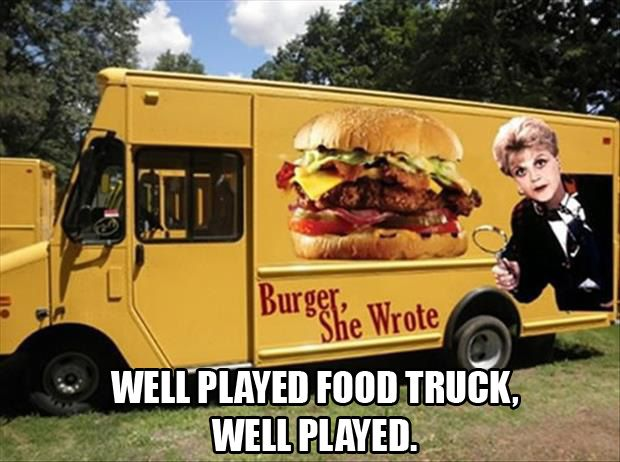 Burger,
She Wrote
WELL PLAYED FOOD TRUCK,
WELL PLAYED.